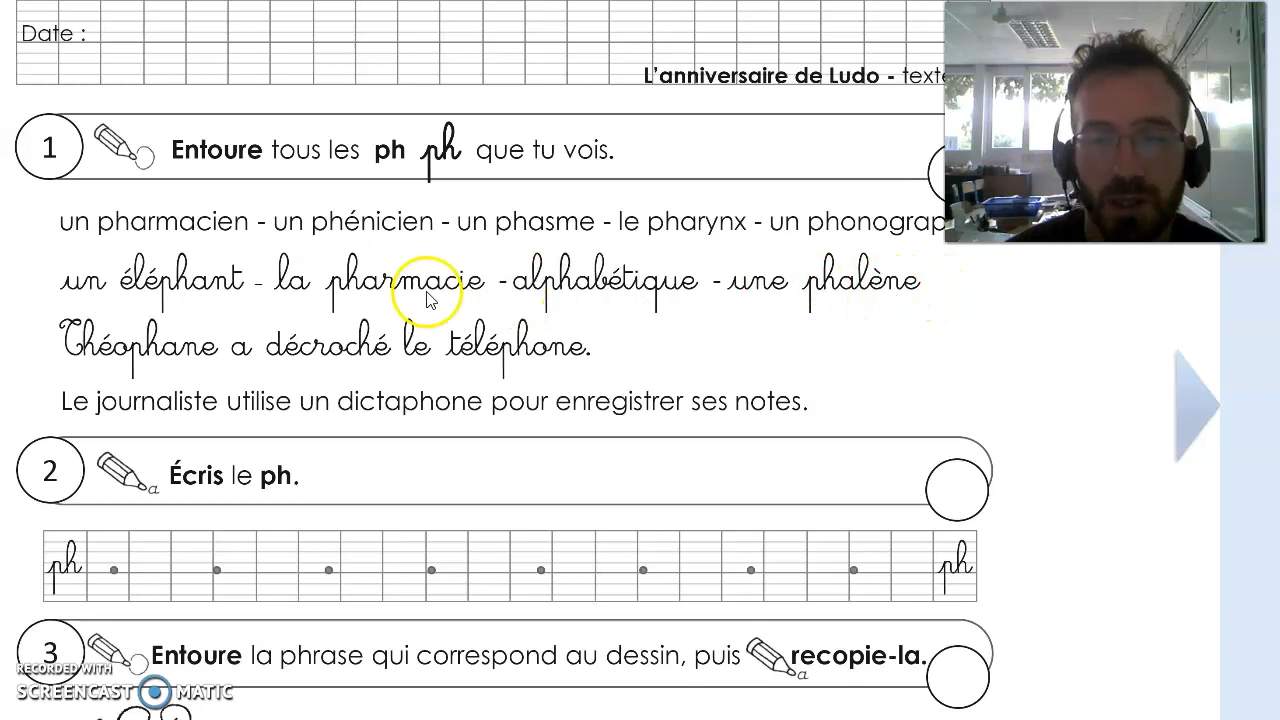 Date :
L'anniversaire de Ludo - texte
1 Entoure tous les ph ph que tu vois.
un pharmacien - un phénicien - un phasme - le pharynx - un phonograp
un éléphant - la pharmacie - alphabétique - une phalène
Théophane a décroché le téléphone.
Le journaliste utilise un dictaphone pour enregistrer ses notes.
2 a Écris le ph.
ph ph
3 Entoure la phrase qui correspond au dessin, puis a recopie-la.
RECORDED WITH
SCREENCAST MATIC